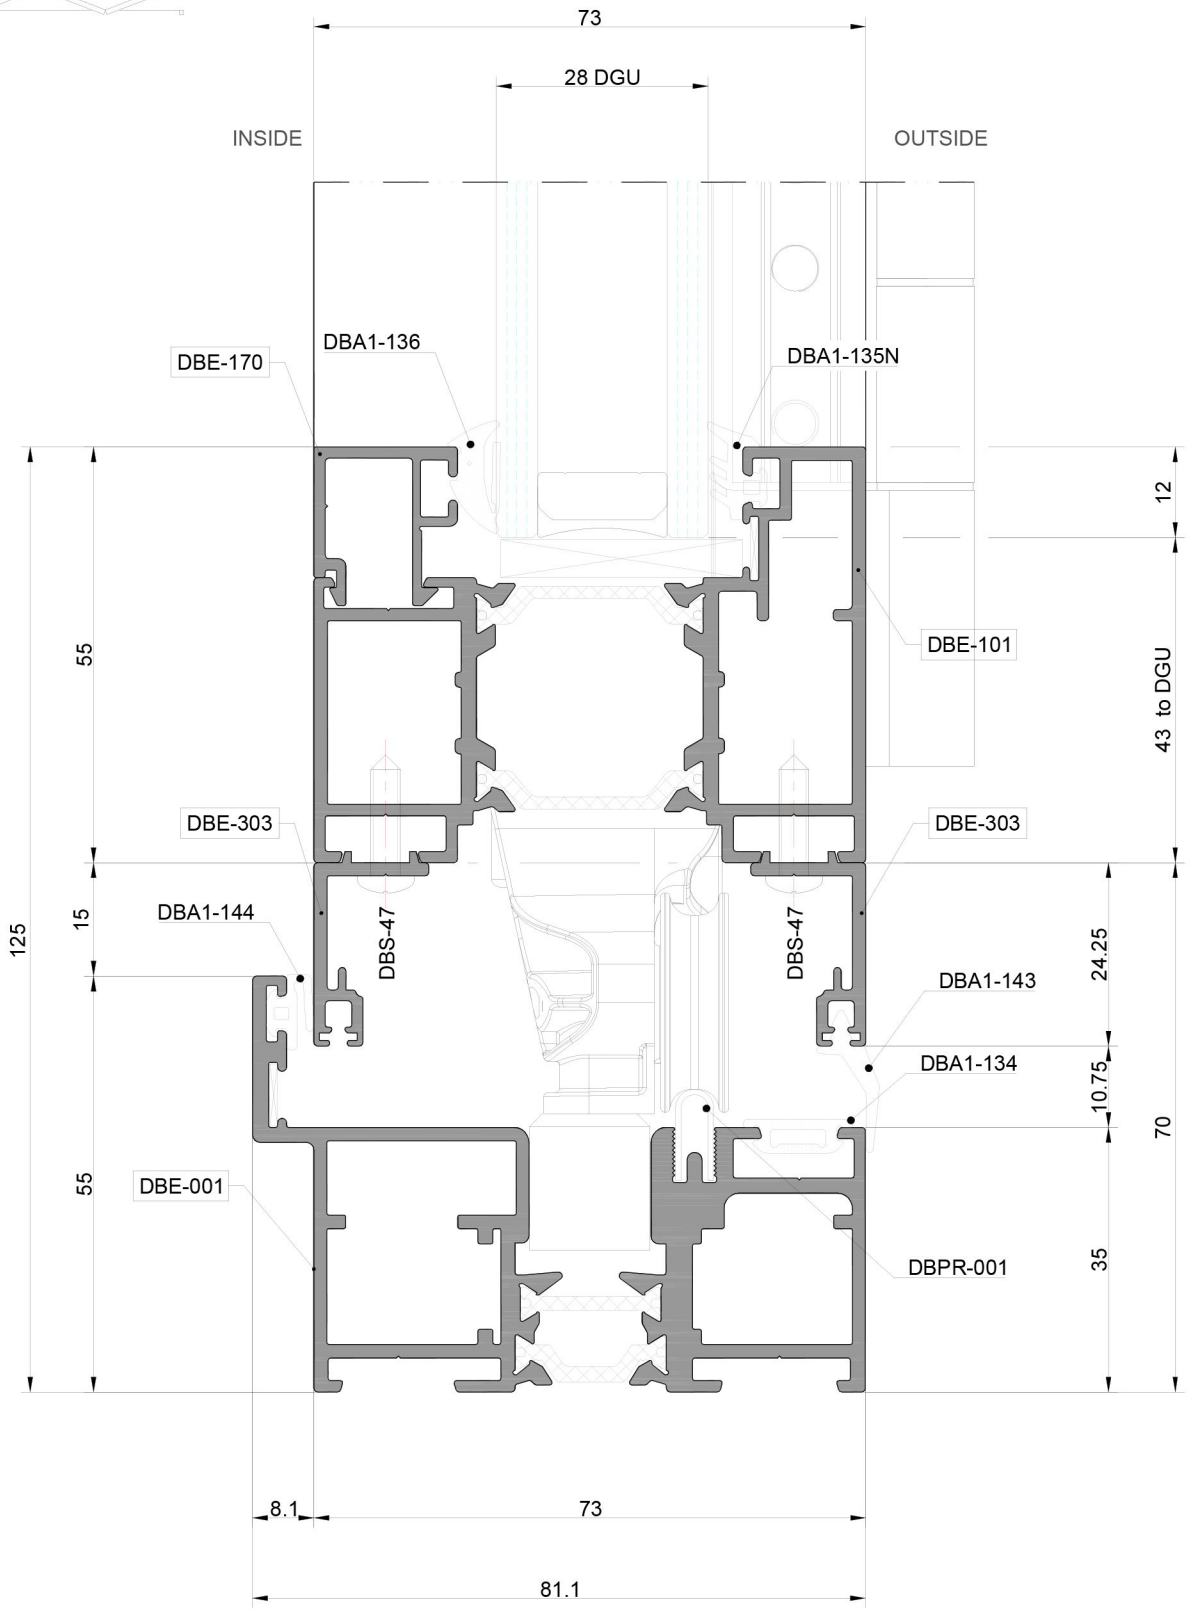 73
28 DGU
INSIDE
OUTSIDE
DBA1-136
DBE-170
DBA1-135N
12
55
DBE-101
43 to DGU
DBE-303
DBE-303
DBA1-144
15
DBS-47
DBS-47
125
24.25
DBA1-143
DBA1-134
10.75
70
55
DBE-001
35
DBPR-001
8.1
73
81.1